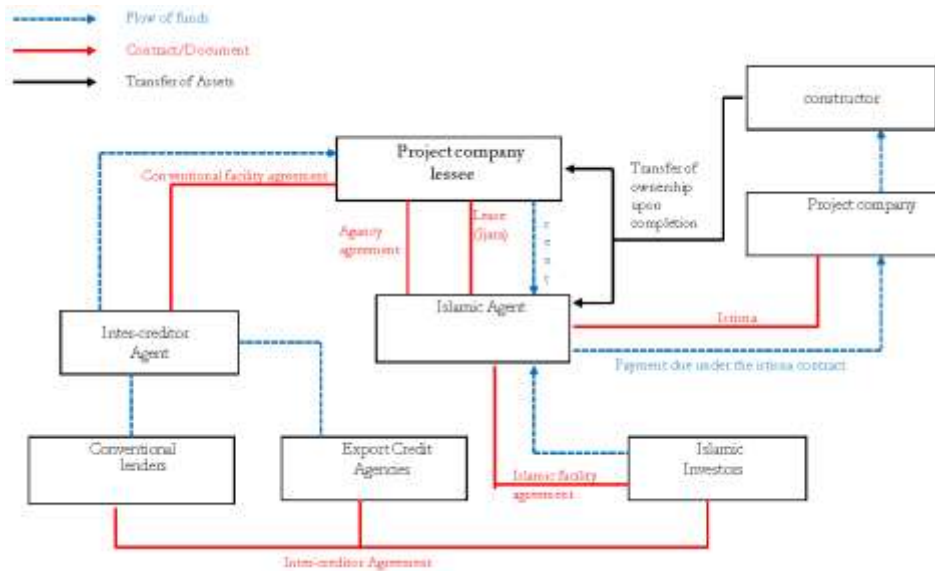 Flow of funds
Contract/Document
Transfer of Assets
constructor
Project company
lessee
Conventional facility agreement
Transfer of
ownership
upon
completion
Project company
Agency
agreement
Lease
(Ijara)
rent
Islamic Agent
Inter-creditor
Agent
Istisna
Payment due under the istisna contract
Conventional
lenders
Export Credit
Agencies
Islamic
Investors
Islamic facility
agreement
Inter-creditor Agreement